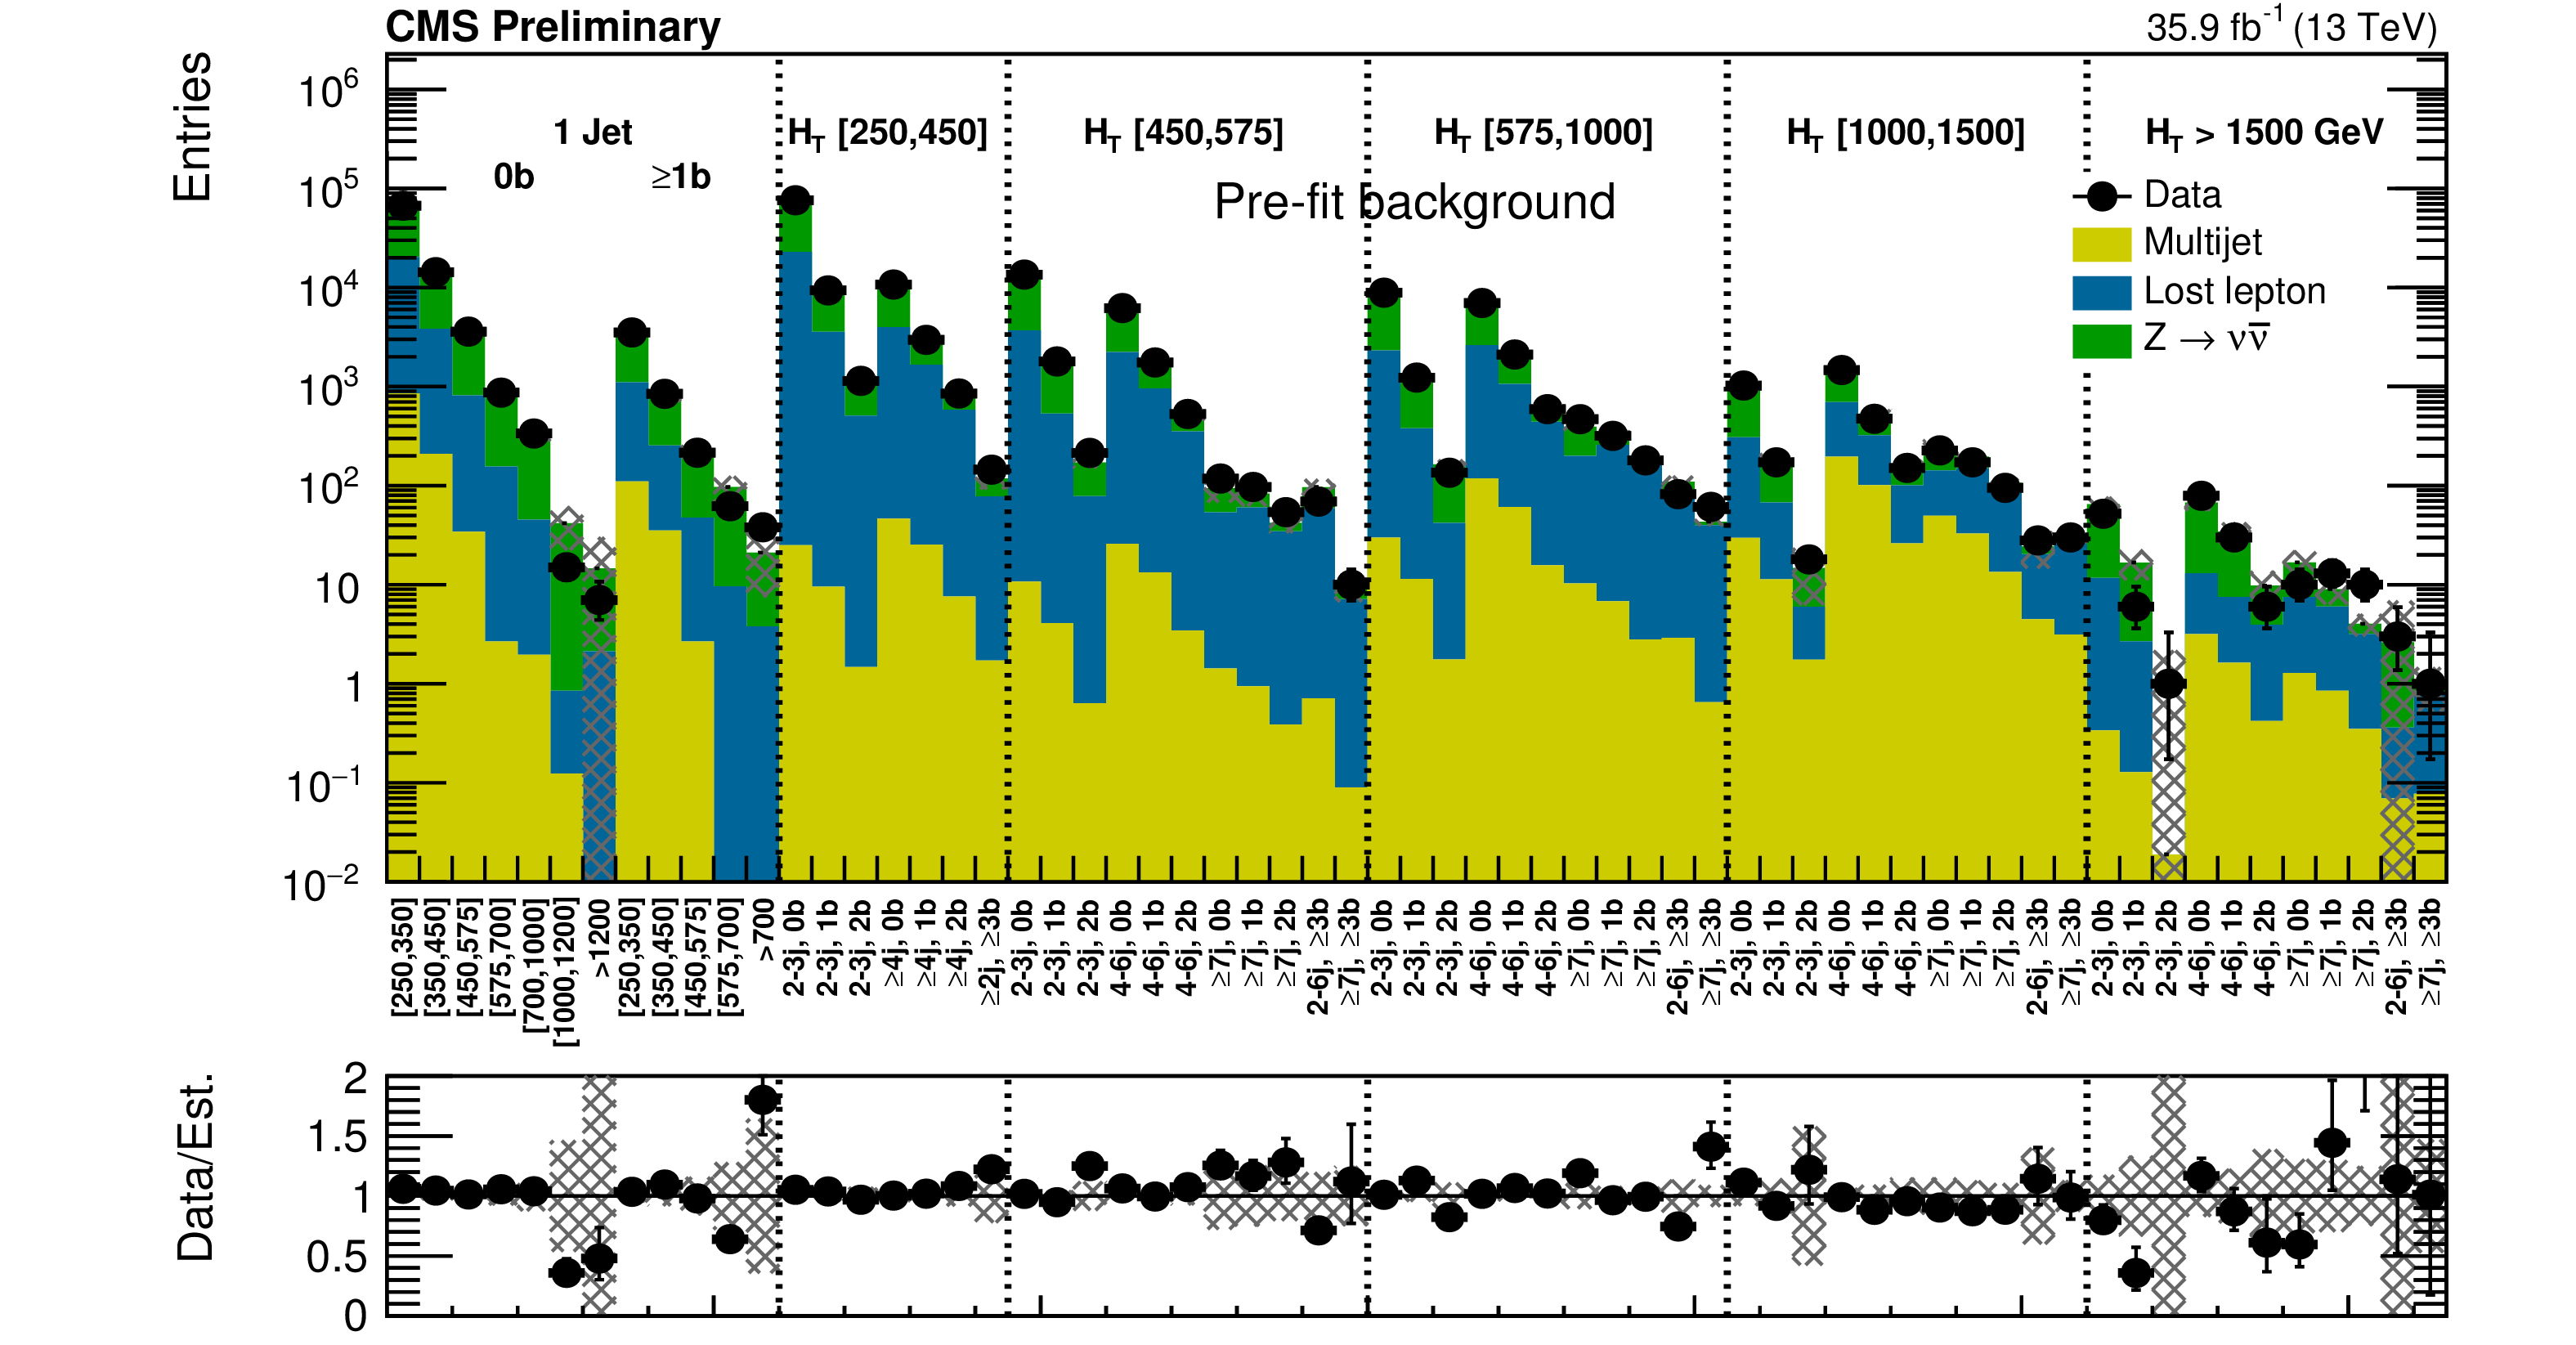 CMS Preliminary
35.9 fb⁻¹ (13 TeV)
Entries
10⁶
10⁵
10⁴
10³
10²
10
1
10⁻¹
10⁻²
1 Jet
0b ≥1b
H_T [250,450]
H_T [450,575]
H_T [575,1000]
H_T [1000,1500]
H_T > 1500 GeV
Pre-fit background
Data
Multijet
Lost lepton
Z → νν̅
[250,350]
[350,450]
[450,575]
[575,700]
[700,1000]
[1000,1200]
>1200
[250,350]
[350,450]
[450,575]
[575,700]
>700
2-3j, 0b
2-3j, 1b
2-3j, 2b
≥4j, 0b
≥4j, 1b
≥4j, 2b
≥2j, ≥3b
2-3j, 0b
2-3j, 1b
2-3j, 2b
4-6j, 0b
4-6j, 1b
4-6j, 2b
≥7j, 0b
≥7j, 1b
≥7j, 2b
2-6j, ≥3b
≥7j, ≥3b
2-3j, 0b
2-3j, 1b
2-3j, 2b
4-6j, 0b
4-6j, 1b
4-6j, 2b
≥7j, 0b
≥7j, 1b
≥7j, 2b
2-6j, ≥3b
≥7j, ≥3b
2-3j, 0b
2-3j, 1b
2-3j, 2b
4-6j, 0b
4-6j, 1b
4-6j, 2b
≥7j, 0b
≥7j, 1b
≥7j, 2b
2-6j, ≥3b
≥7j, ≥3b
2-3j, 0b
2-3j, 1b
2-3j, 2b
4-6j, 0b
4-6j, 1b
4-6j, 2b
≥7j, 0b
≥7j, 1b
≥7j, 2b
2-6j, ≥3b
≥7j, ≥3b
Data/Est.
2
1.5
1
0.5
0